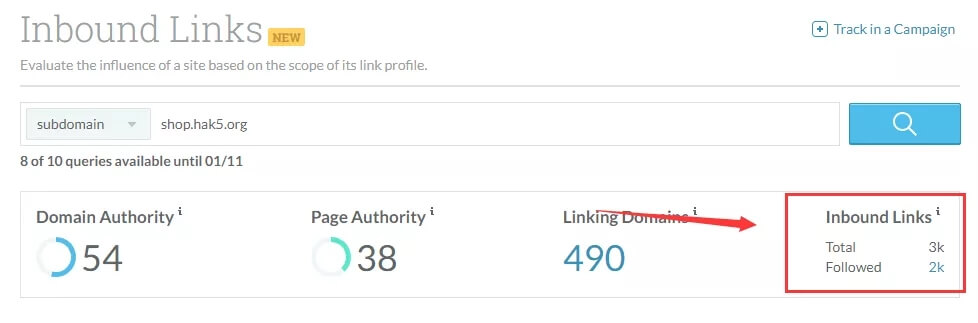 Inbound Links NEW
Track in a Campaign
Evaluate the influence of a site based on the scope of its link profile.
subdomain shop.hak5.org
8 of 10 queries available until 01/11
Domain Authority i
54
Page Authority i
38
Linking Domains i
490
Inbound Links i
Total 3k
Followed 2k